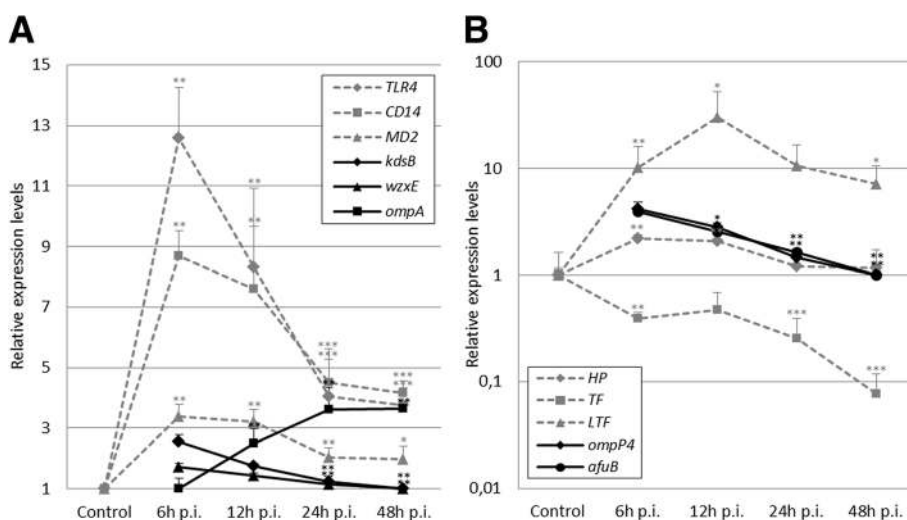 A
Relative expression levels
15
13
11
9
7
5
3
1
TLR4
CD14
MD2
kdsB
wzxE
ompA
** ** ** ** *** *** *** *** ** ** ** ** ** ** ** * ** ** ** **
Control 6h p.i. 12h p.i. 24h p.i. 48h p.i.
B
Relative expression levels
100
10
1
0,1
0,01
HP
TF
LTF
ompP4
afuB
** * * ** * ** ** ** ** ** *** ***
Control 6h p.i. 12h p.i. 24h p.i. 48h p.i.